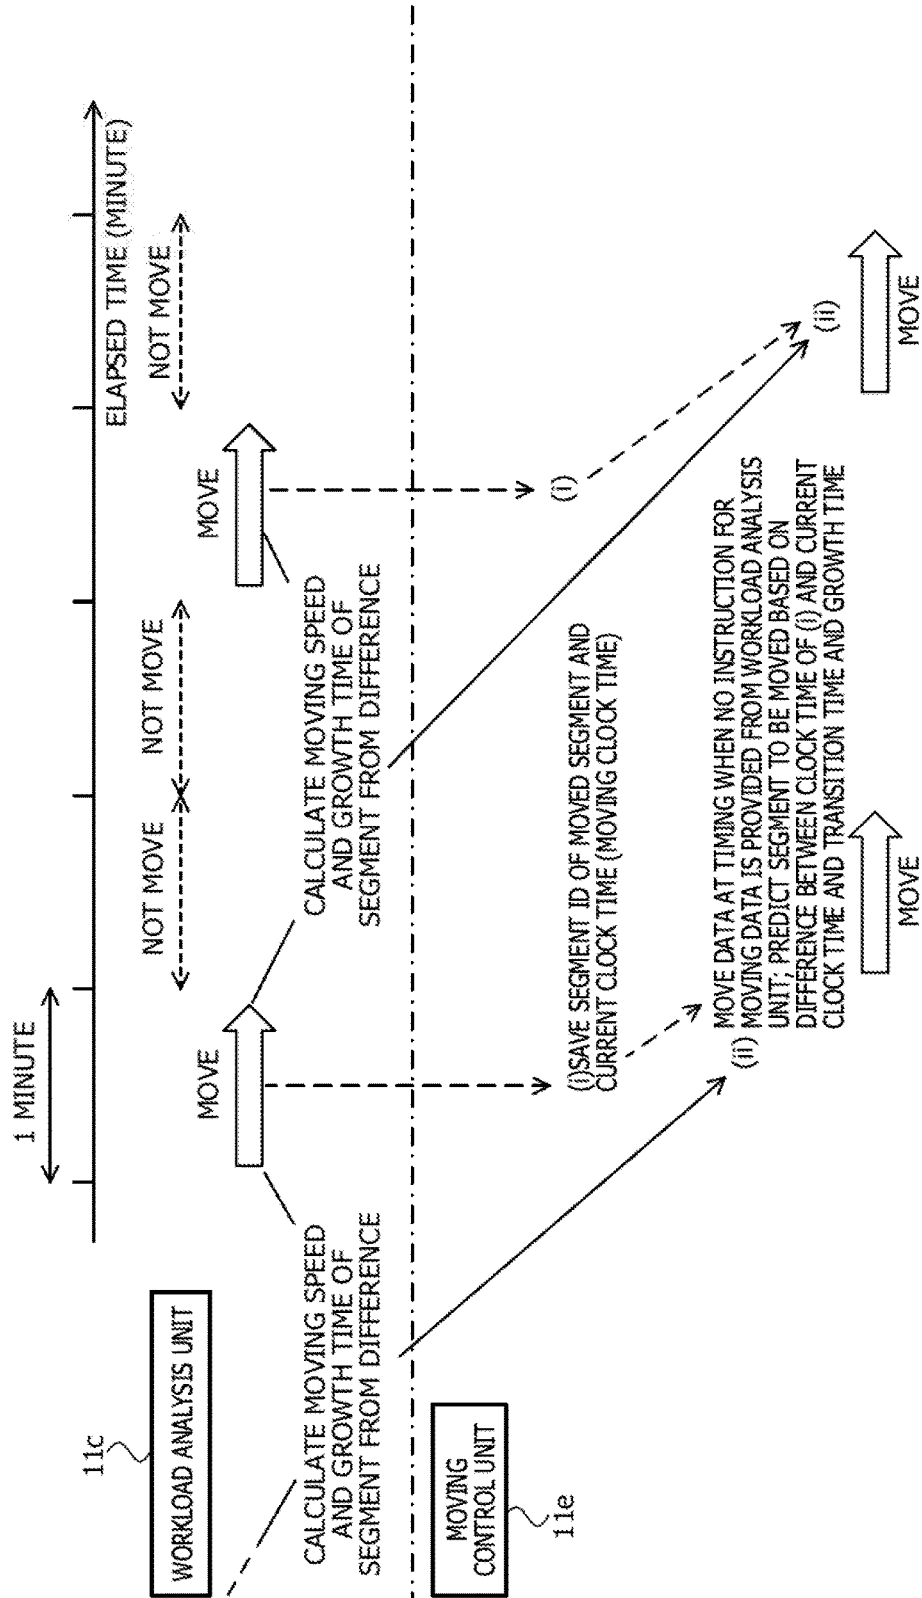 1 MINUTE
ELAPSED TIME (MINUTE)
11c
WORKLOAD ANALYSIS UNIT
MOVE
NOT MOVE
NOT MOVE
MOVE
NOT MOVE
CALCULATE MOVING SPEED
AND GROWTH TIME OF
SEGMENT FROM DIFFERENCE
CALCULATE MOVING SPEED
AND GROWTH TIME OF
SEGMENT FROM DIFFERENCE
MOVING
CONTROL UNIT
11e
(i)SAVE SEGMENT ID OF MOVED SEGMENT AND
CURRENT CLOCK TIME (MOVING CLOCK TIME)
(i)
(ii)
MOVE DATA AT TIMING WHEN NO INSTRUCTION FOR
MOVING DATA IS PROVIDED FROM WORKLOAD ANALYSIS
UNIT; PREDICT SEGMENT TO BE MOVED BASED ON
DIFFERENCE BETWEEN CLOCK TIME OF (i) AND CURRENT
CLOCK TIME AND TRANSITION TIME AND GROWTH TIME
(ii)
MOVE
MOVE